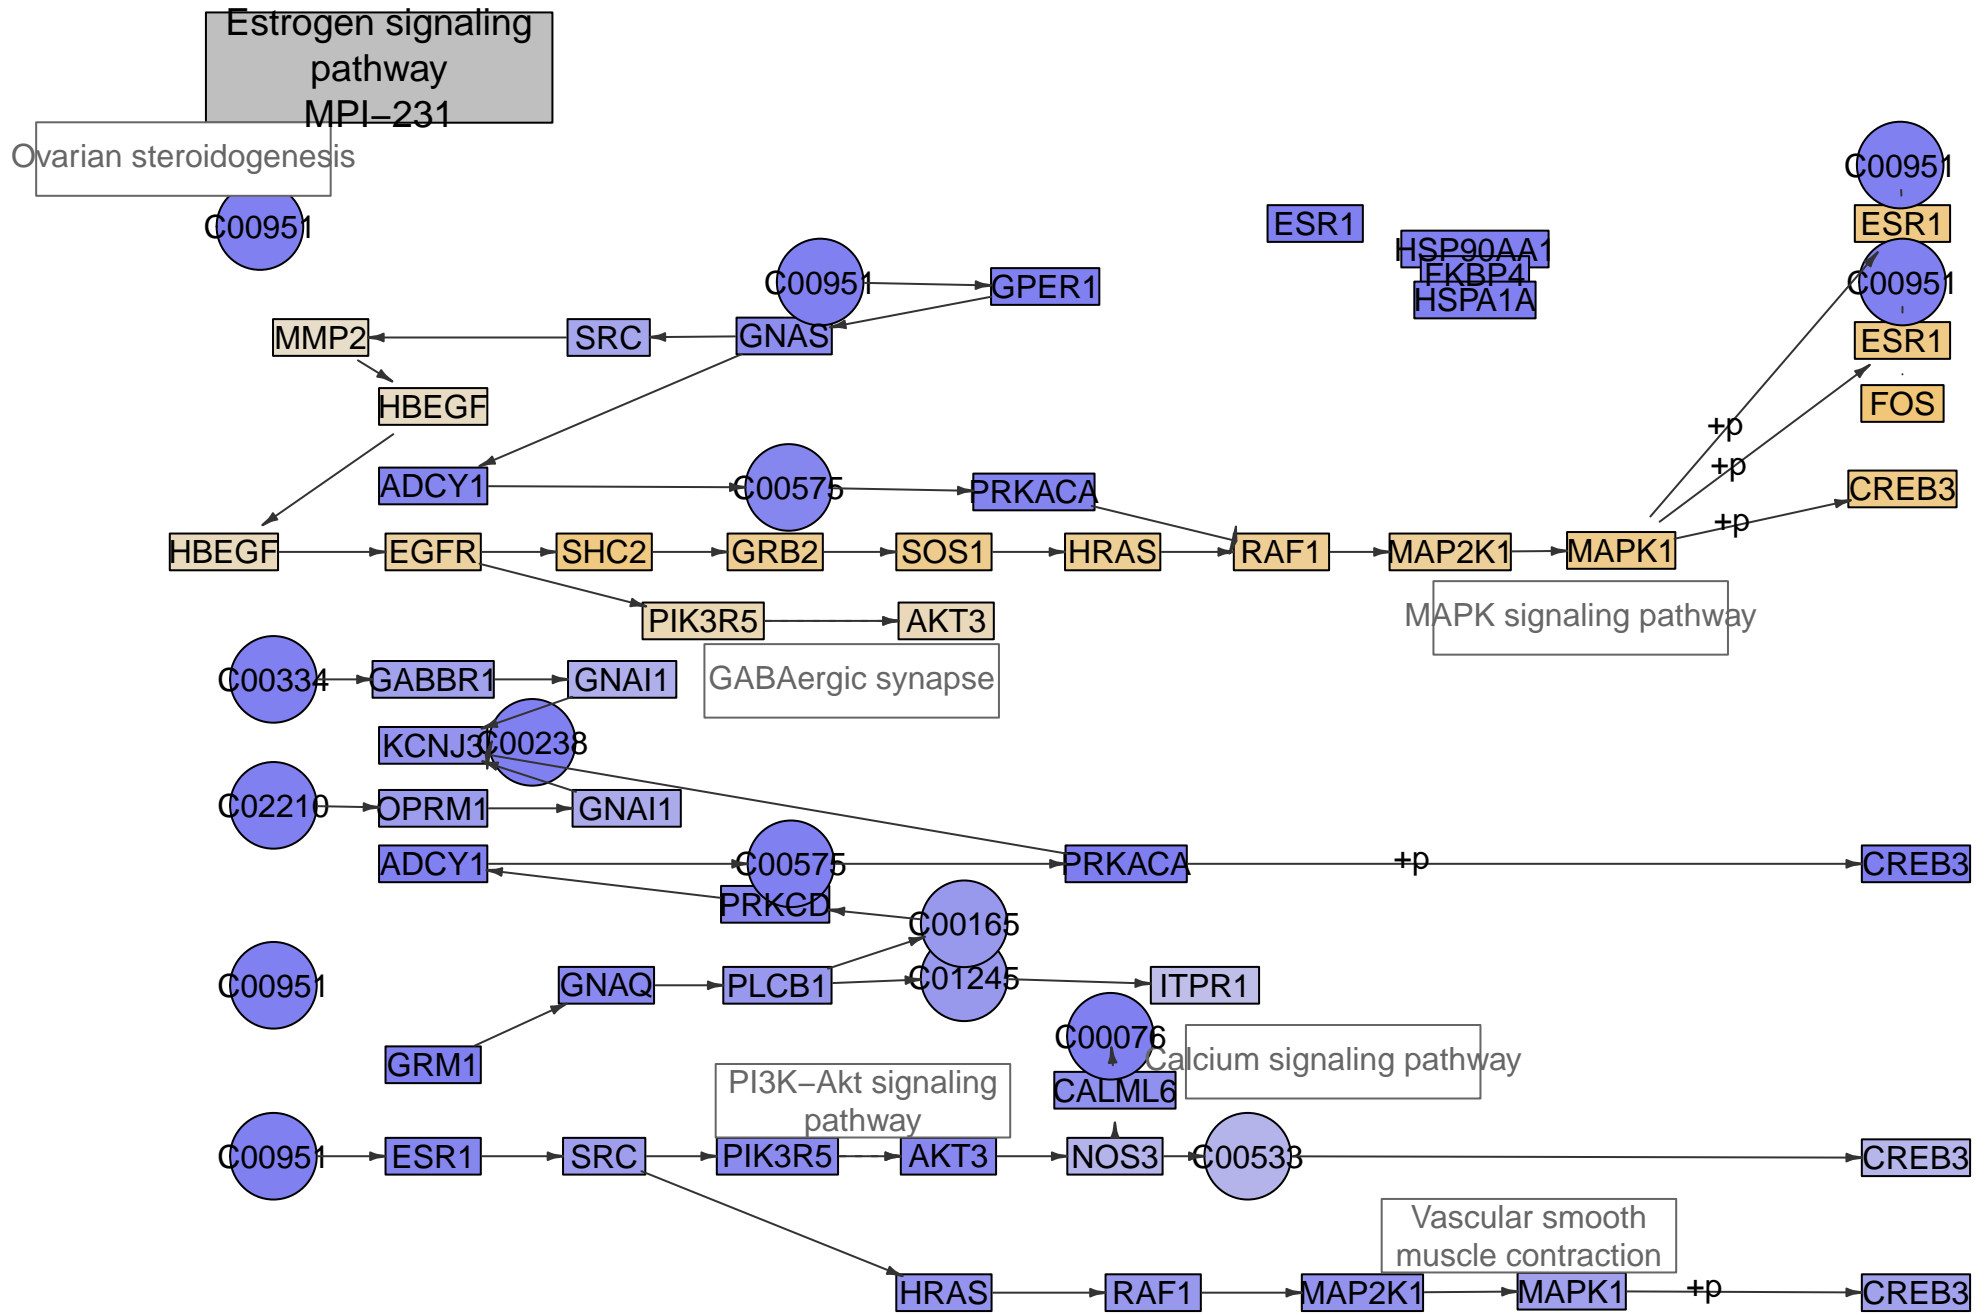 Estrogen signaling
pathway
MPI−231
Ovarian steroidogenesis
C00951
C00951
ESR1
ESR1
C00951
GPER1
HSP90AA1
FKBP4
HSPA1A
C00951
MMP2
SRC
GNAS
ESR1
HBEGF
FOS
+p
+p
ADCY1
C00575
PRKACA
CREB3
+p
HBEGF
EGFR
SHC2
GRB2
SOS1
HRAS
RAF1
MAP2K1
MAPK1
PIK3R5
AKT3
MAPK signaling pathway
C00334
GABBR1
GNAI1
GABAergic synapse
KCNJ3
C00238
C02210
OPRM1
GNAI1
ADCY1
C00575
PRKACA
+p
CREB3
PRKCD
C00165
C00951
GNAQ
PLCB1
C01245
ITPR1
C00076
Calcium signaling pathway
GRM1
CALML6
PI3K−Akt signaling
pathway
C00951
ESR1
SRC
PIK3R5
AKT3
NOS3
C00533
CREB3
Vascular smooth
muscle contraction
HRAS
RAF1
MAP2K1
MAPK1
+p
CREB3